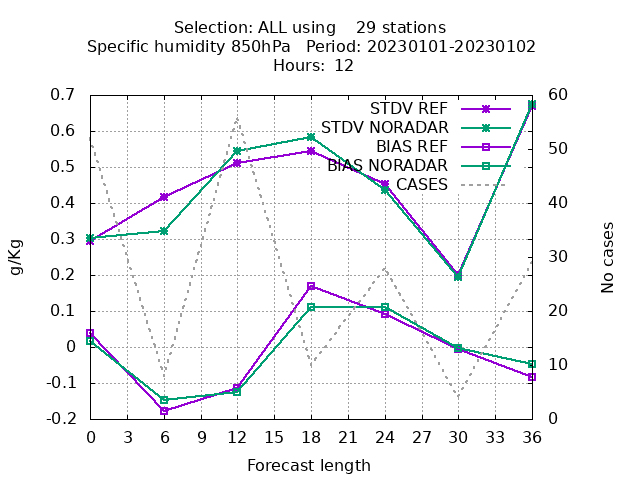 Selection: ALL using    29 stations
Specific humidity 850hPa   Period: 20230101-20230102
Hours: 12
STDV REF
STDV NORADAR
BIAS REF
BIAS NORADAR
CASES
g/Kg
0.7
0.6
0.5
0.4
0.3
0.2
0.1
0
-0.1
-0.2
60
50
40
30
20
10
0
No cases
0 3 6 9 12 15 18 21 24 27 30 33 36
Forecast length